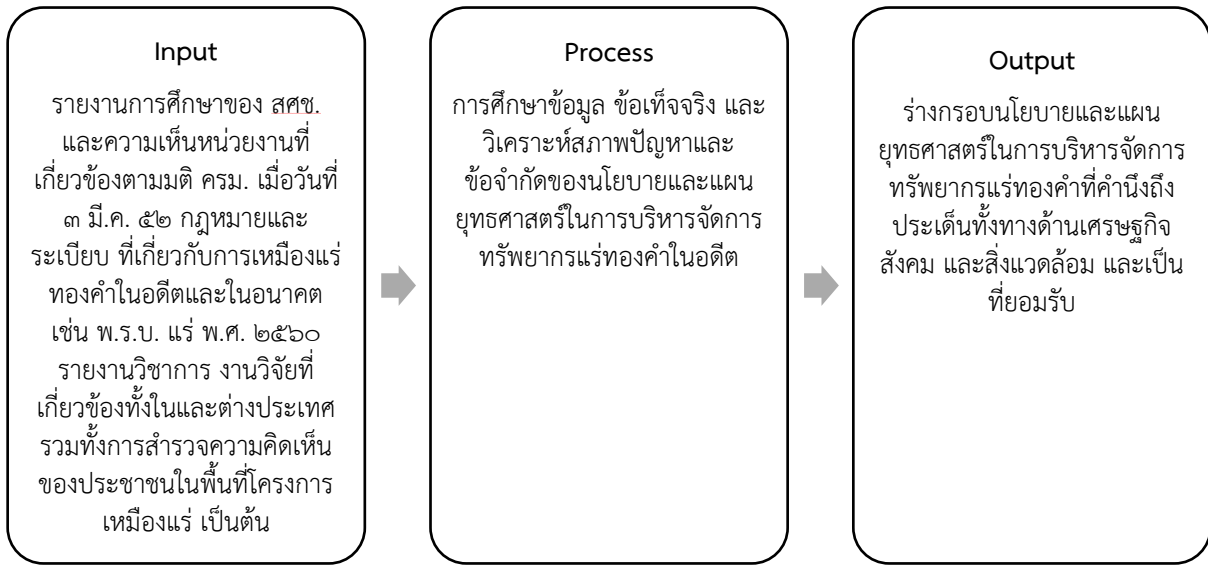 Input
รายงานการศึกษาของ สศช.
และความเห็นหน่วยงานที่
เกี่ยวข้องตามมติ ครม. เมื่อวันที่
๓ มี.ค. ๕๒ กฎหมายและ
ระเบียบ ที่เกี่ยวกับการเหมืองแร่
ทองคำในอดีตและในอนาคต
เช่น พ.ร.บ. แร่ พ.ศ. ๒๕๖๐
รายงานวิชาการ งานวิจัยที่
เกี่ยวข้องทั้งในและต่างประเทศ
รวมทั้งการสำรวจความคิดเห็น
ของประชาชนในพื้นที่โครงการ
เหมืองแร่ เป็นต้น
Process
การศึกษาข้อมูล ข้อเท็จจริง และ
วิเคราะห์สภาพปัญหาและ
ข้อจำกัดของนโยบายและแผน
ยุทธศาสตร์ในการบริหารจัดการ
ทรัพยากรแร่ทองคำในอดีต
Output
ร่างกรอบนโยบายและแผน
ยุทธศาสตร์ในการบริหารจัดการ
ทรัพยากรแร่ทองคำที่คำนึงถึง
ประเด็นทั้งทางด้านเศรษฐกิจ
สังคม และสิ่งแวดล้อม และเป็น
ที่ยอมรับ